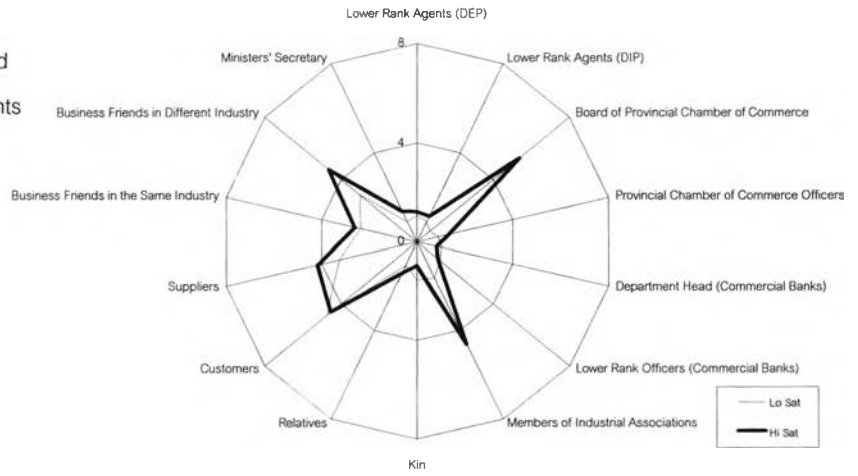 Lower Rank Agents (DEP)
8
Ministers' Secretary
Lower Rank Agents (DIP)
Business Friends in Different Industry
Board of Provincial Chamber of Commerce
4
Business Friends in the Same Industry
Provincial Chamber of Commerce Officers
0
Suppliers
Department Head (Commercial Banks)
Customers
Lower Rank Officers (Commercial Banks)
Relatives
Members of Industrial Associations
Kin
Lo Sat
Hi Sat